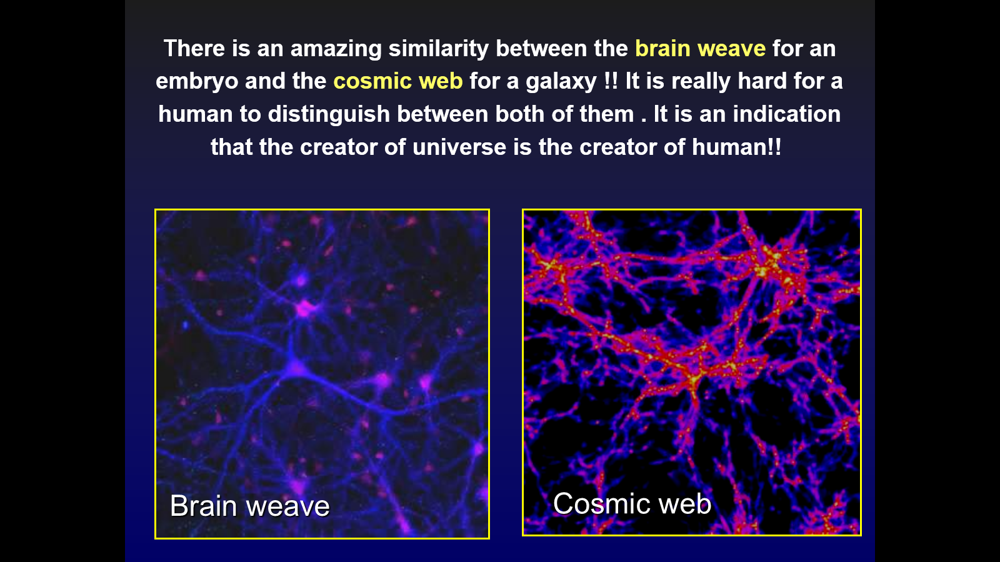 There is an amazing similarity between the brain weave for an
embryo and the cosmic web for a galaxy !! It is really hard for a
human to distinguish between both of them . It is an indication
that the creator of universe is the creator of human!!
Brain weave
Cosmic web